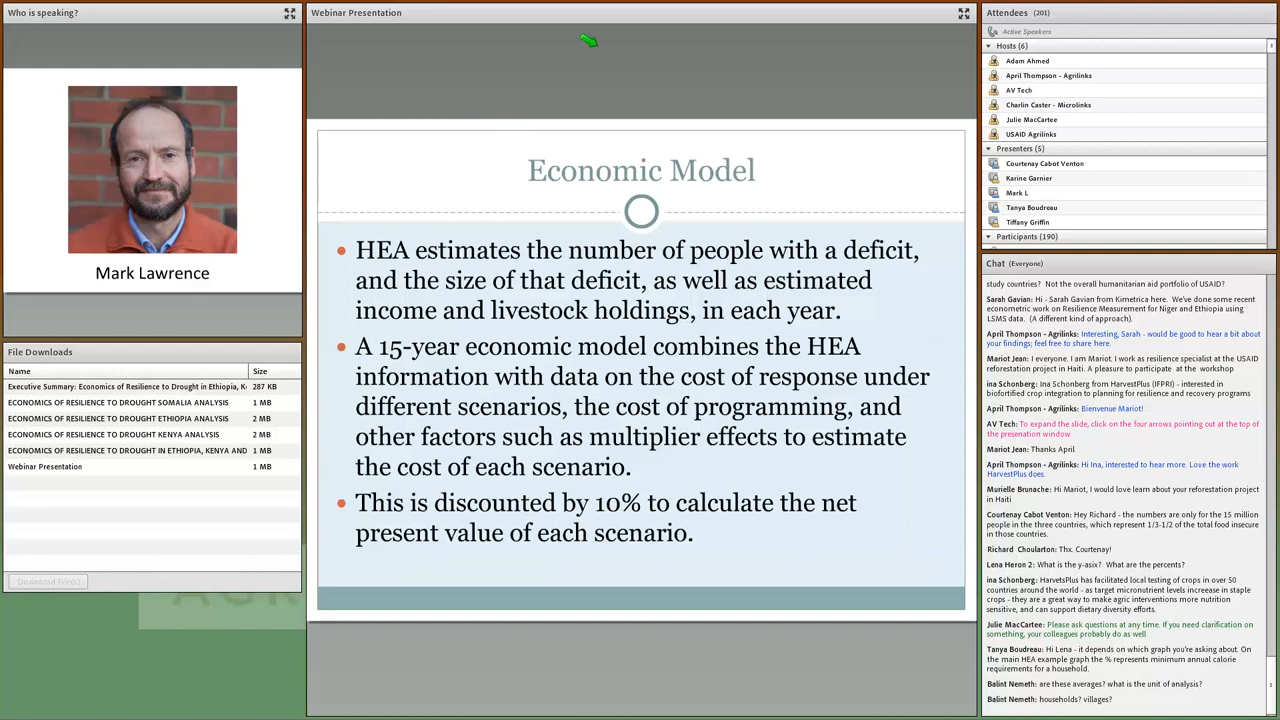 Who is speaking?
Mark Lawrence
File Downloads
Name Size
Executive Summary: Economics of Resilience to Drought in Ethiopia, Ke 287 KB
ECONOMICS OF RESILIENCE TO DROUGHT SOMALIA ANALYSIS 1 MB
ECONOMICS OF RESILIENCE TO DROUGHT ETHIOPIA ANALYSIS 2 MB
ECONOMICS OF RESILIENCE TO DROUGHT KENYA ANALYSIS 2 MB
ECONOMICS OF RESILIENCE TO DROUGHT IN ETHIOPIA, KENYA AND 1 MB
Webinar Presentation 1 MB
Download File(s)
Webinar Presentation
Economic Model
HEA estimates the number of people with a deficit,
and the size of that deficit, as well as estimated
income and livestock holdings, in each year.
A 15-year economic model combines the HEA
information with data on the cost of response under
different scenarios, the cost of programming, and
other factors such as multiplier effects to estimate
the cost of each scenario.
This is discounted by 10% to calculate the net
present value of each scenario.
Attendees (201)
Active Speakers
Hosts (6)
Adam Ahmed
April Thompson - Agrilinks
AV Tech
Charlin Caster - Microlinks
Julie MacCartee
USAID Agrilinks
Presenters (5)
Courtenay Cabot Venton
Karine Garnier
Mark L
Tanya Boudreau
Tiffany Griffin
Participants (190)
Chat (Everyone)
study countries? Not the overall humanitarian aid portfolio of USAID?
Sarah Gavian: Hi - Sarah Gavian from Kimetrica here. We've done some recent
econometric work on Resilience Measurement for Niger and Ethiopia using
LSMS data. (A different kind of approach).
April Thompson - Agrilinks: Interesting, Sarah - would be good to hear a bit about
your findings; feel free to share here.
Mariot Jean: I everyone. I am Mariot. I work as resilience specialist at the USAID
reforestation project in Haiti. A pleasure to participate at the workshop
ina Schonberg: Ina Schonberg from HarvestPlus (IFPRI) - interested in
biofortified crop integration to planning for resilience and recovery programs
April Thompson - Agrilinks: Bienvenue Mariot!
AV Tech: To expand the slide, click on the four arrows pointing out at the top of
the presenation window
Mariot Jean: Thanks April
April Thompson - Agrilinks: Hi Ina, interested to hear more. Love the work
HarvestPlus does.
Murielle Brunache: Hi Mariot, I would love learn about your reforestation project
in Haiti
Courtenay Cabot Venton: Hey Richard - the numbers are only for the 15 million
people in the three countries, which represent 1/3-1/2 of the total food insecure
in those countries.
Richard Choularton: Thx. Courtenay!
Lena Heron 2: What is the y-asix? What are the percents?
ina Schonberg: HarvetsPlus has facilitated local testing of crops in over 50
countries around the world - as target micronutrient levels increase in staple
crops - they are a great way to make agric interventions more nutrition
sensitive, and can support dietary diversity efforts.
Julie MacCartee: Please ask questions at any time. If you need clarification on
something, your colleagues probably do as well
Tanya Boudreau: Hi Lena - it depends on which graph you're asking about. On
the main HEA example graph the % represents minimum annual calorie
requirements for a household.
Balint Nemeth: are these averages? what is the unit of analysis?
Balint Nemeth: households? villages?